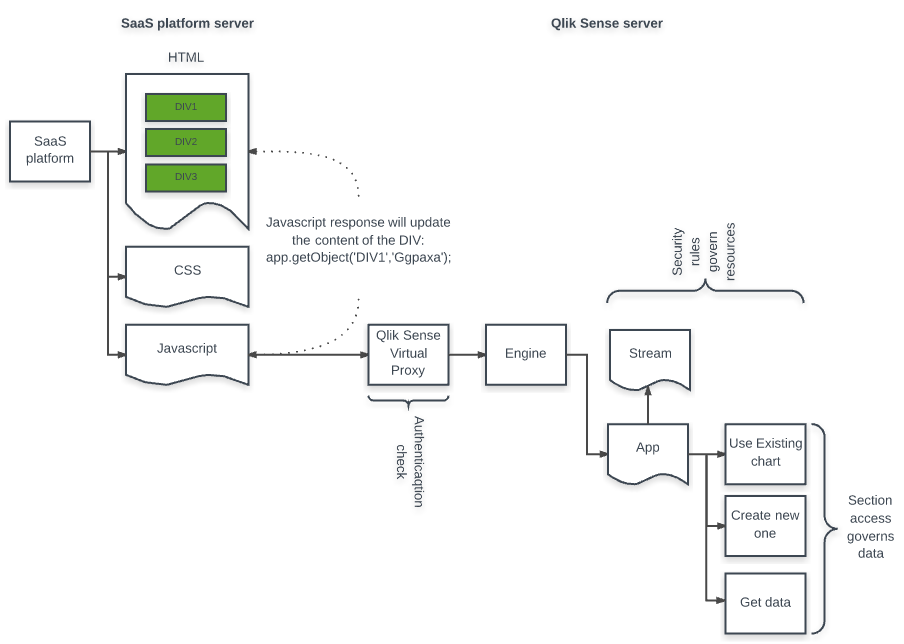 SaaS platform server
Qlik Sense server
HTML
DIV1
DIV2
DIV3
SaaS
platform
Javascript response will update
the content of the DIV:
app.getObject('DIV1','Ggpaxa');
CSS
Security
rules
govern
resources
Javascript
Qlik Sense
Virtual
Proxy
Engine
Stream
Authenticaqtion
check
App
Use Existing
chart
Create new
one
Get data
Section
access
governs
data